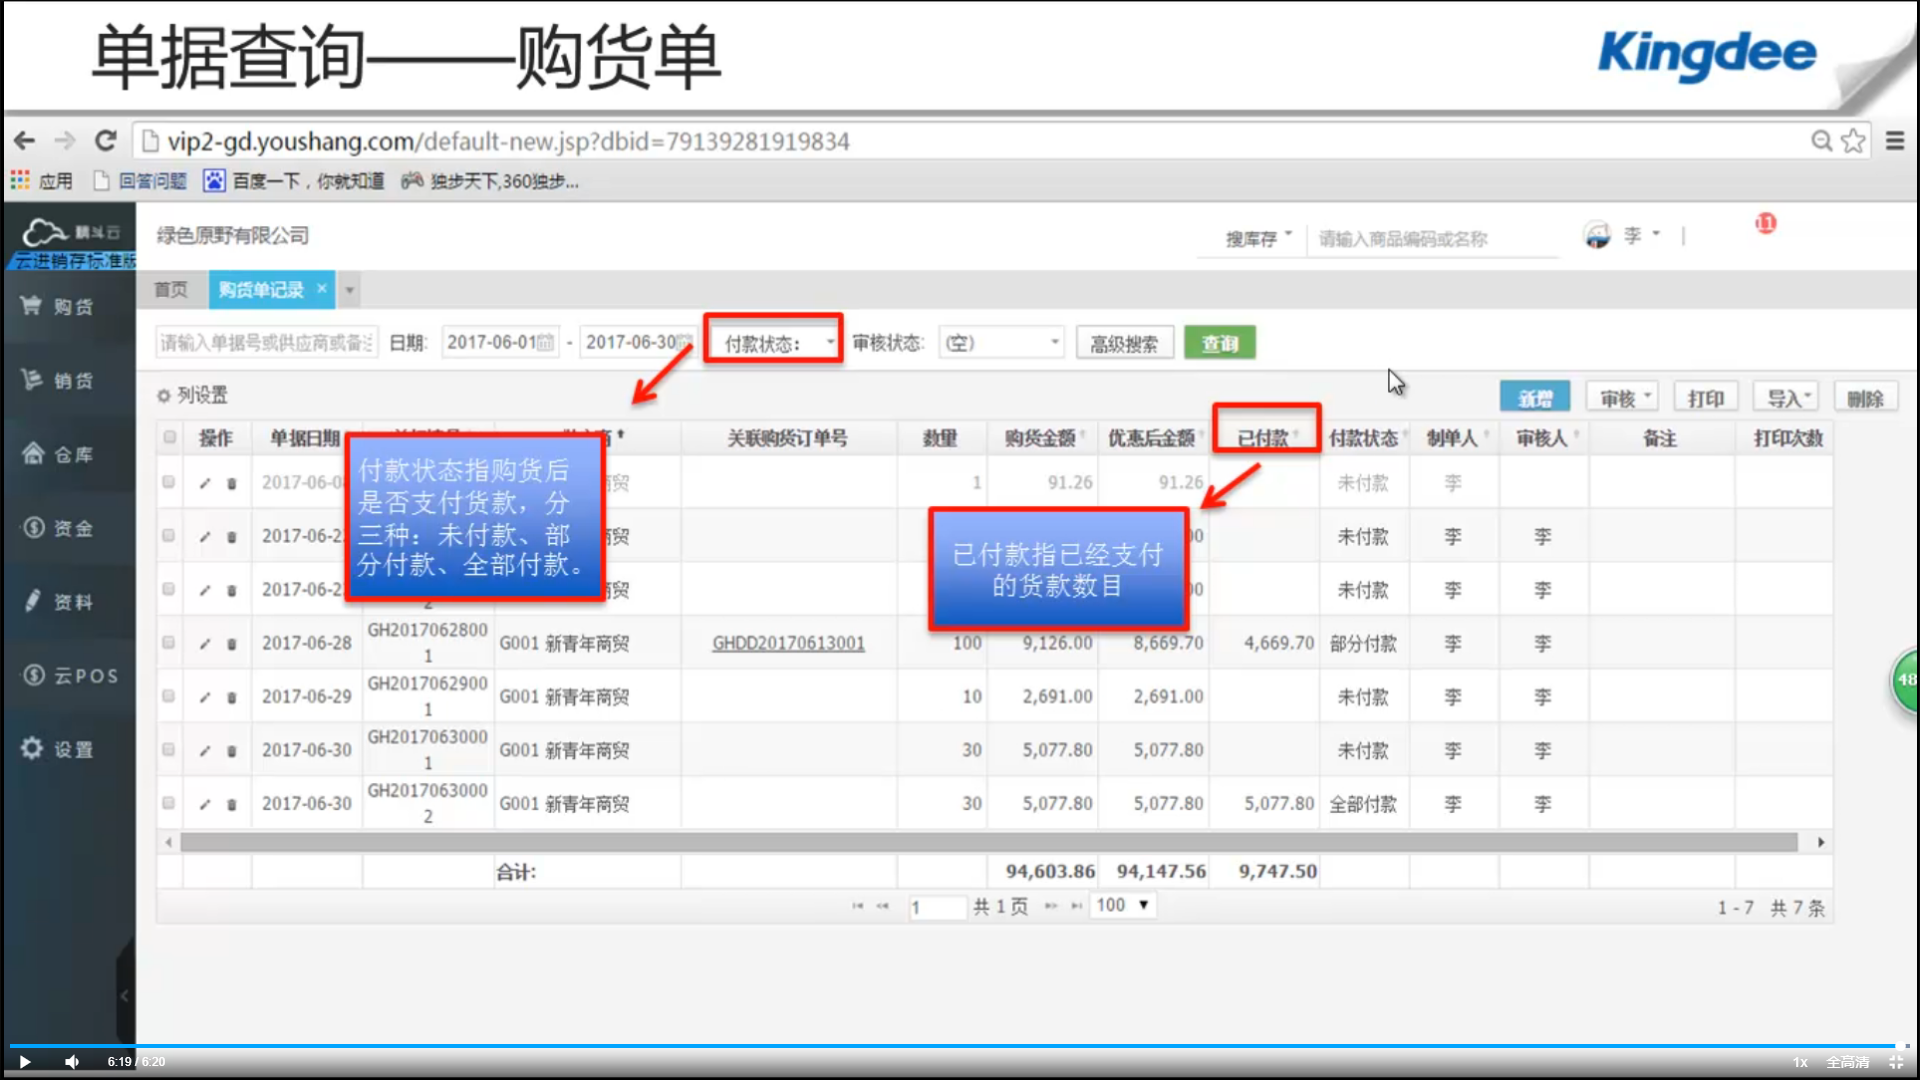 单据查询——购货单
Kingdee
vip2-gd.youshang.com/default-new.jsp?dbid=79139281919834
应用 回答问题 百度一下，你就知道 独步天下,360独步...
精斗云
云进销存标准版
绿色原野有限公司
搜库存 请输入商品编码或名称 李 11
首页 购货单记录
请输入单据号或供应商或备注 日期: 2017-06-01 - 2017-06-30 付款状态: 审核状态: (空) 高级搜索 查询
列设置
新增 审核 打印 导入 删除
购货
销货
仓库
资金
资料
云POS
设置
操作 单据日期 关联购货订单号 数量 购货金额 优惠后金额 已付款 付款状态 制单人 审核人 备注 打印次数
2017-06-0 贸 1 91.26 91.26 未付款 李
2017-06-2 贸 00 未付款 李 李
2017-06-2 2 贸 00 未付款 李 李
付款状态指购货后
是否支付货款，分
三种：未付款、部
分付款、全部付款。
已付款指已经支付
的货款数目
2017-06-28 GH20170628001 G001 新青年商贸 GHDD20170613001 100 9,126.00 8,669.70 4,669.70 部分付款 李 李
2017-06-29 GH20170629001 G001 新青年商贸 10 2,691.00 2,691.00 未付款 李 李
2017-06-30 GH20170630001 G001 新青年商贸 30 5,077.80 5,077.80 未付款 李 李
2017-06-30 GH20170630002 G001 新青年商贸 30 5,077.80 5,077.80 5,077.80 全部付款 李 李
合计: 94,603.86 94,147.56 9,747.50
1 共 1 页 100 1 - 7 共 7 条
48
6:19 / 6:20 1x 全高清